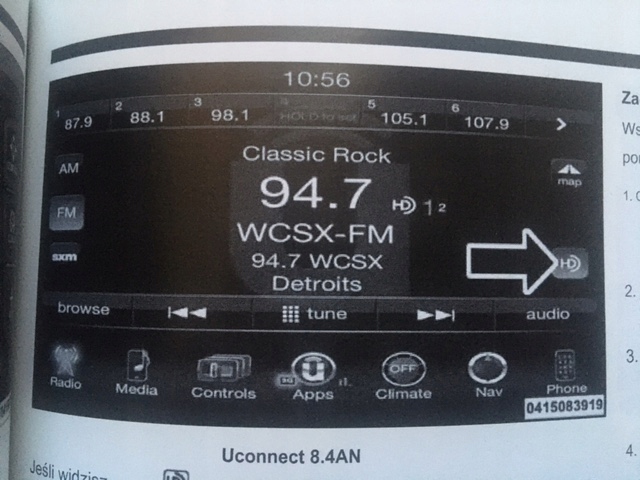 10:56
1 87.9 2 88.1 3 98.1 4 HOLD to set 5 105.1 6 107.9 >
Classic Rock
AM
94.7 HD 1 2
map
FM
WCSX-FM
94.7 WCSX
HD
sxm
Detroits
browse tune audio
OFF
3G
Radio Media Controls Apps Climate Nav Phone
0415083919
Uconnect 8.4AN
Jeśli widzisz
Za
Ws
por
1.
2.
3.
4.